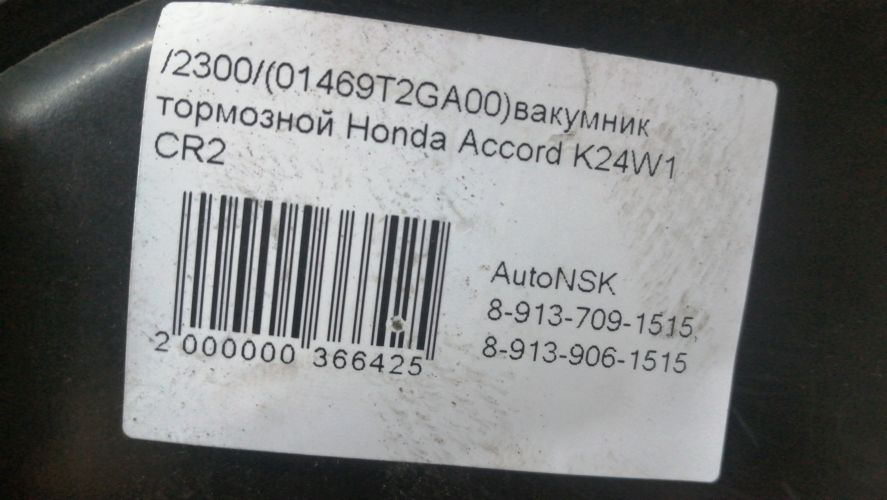 /2300/(01469T2GA00)вакумник
тормозной Honda Accord K24W1
CR2
2 000000 366425
AutoNSK
8-913-709-1515,
8-913-906-1515